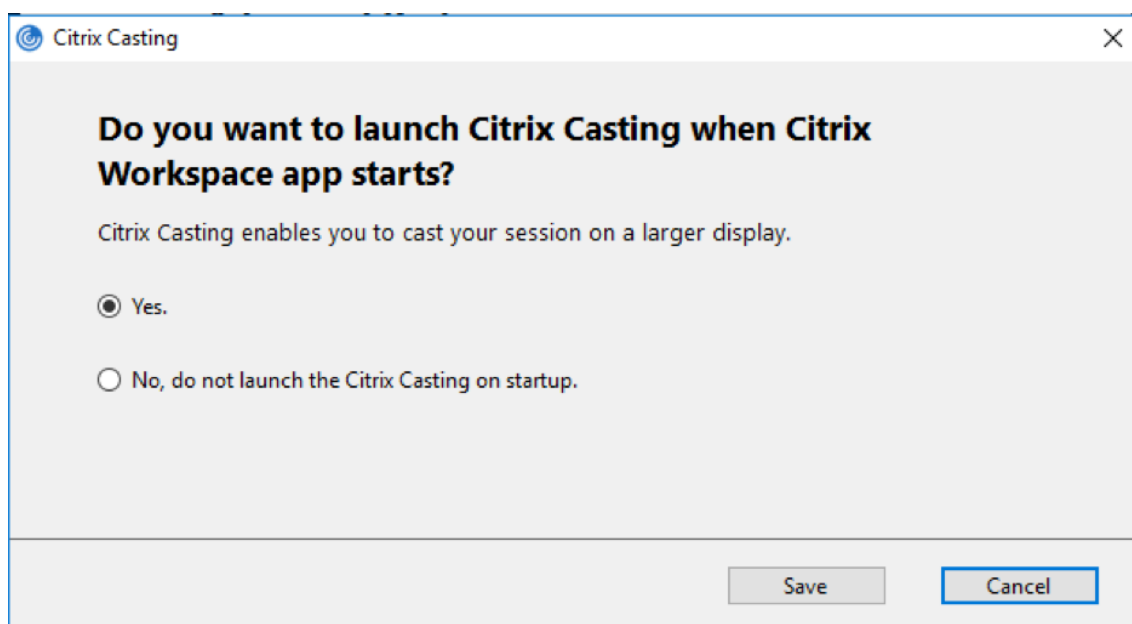 Citrix Casting
Do you want to launch Citrix Casting when Citrix
Workspace app starts?
Citrix Casting enables you to cast your session on a larger display.
Yes.
No, do not launch the Citrix Casting on startup.
Save
Cancel